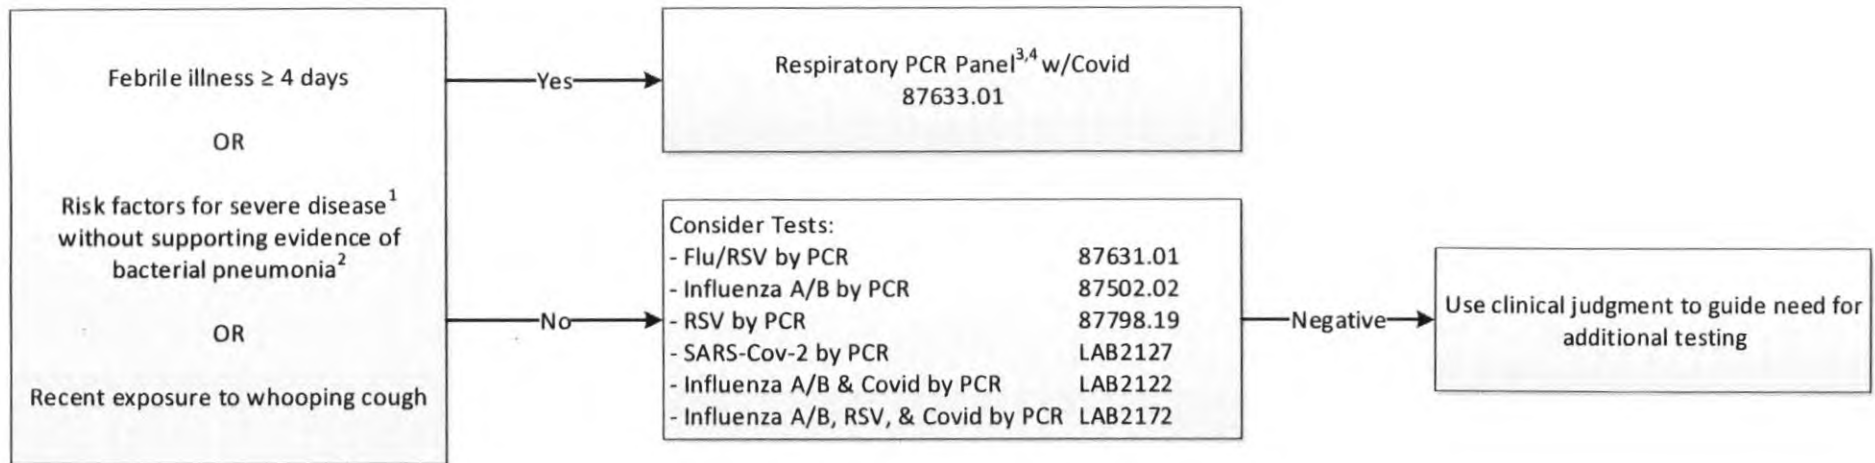 Febrile illness ≥ 4 days
OR
Risk factors for severe disease1
without supporting evidence of
bacterial pneumonia2
OR
Recent exposure to whooping cough
Yes
Respiratory PCR Panel3,4 w/Covid
87633.01
No
Consider Tests:
- Flu/RSV by PCR 87631.01
- Influenza A/B by PCR 87502.02
- RSV by PCR 87798.19
- SARS-Cov-2 by PCR LAB2127
- Influenza A/B & Covid by PCR LAB2122
- Influenza A/B, RSV, & Covid by PCR LAB2172
Negative
Use clinical judgment to guide need for
additional testing